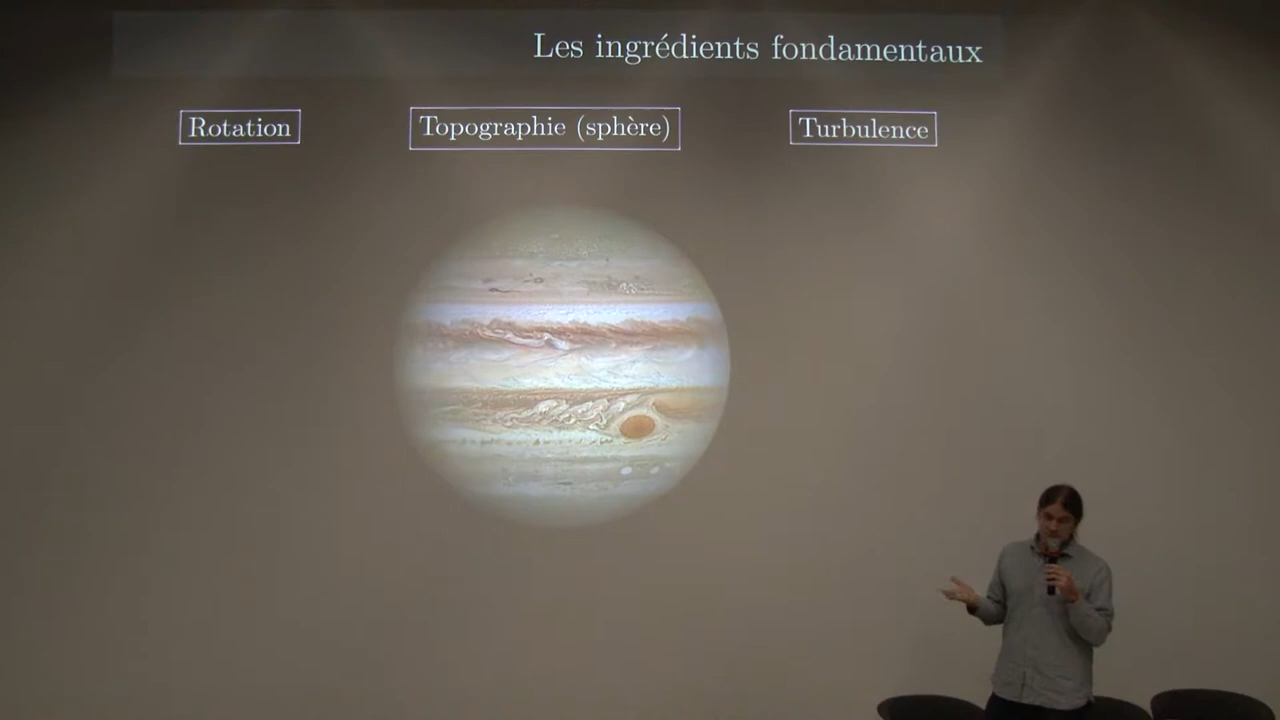 Les ingrédients fondamentaux
Rotation
Topographie (sphère)
Turbulence